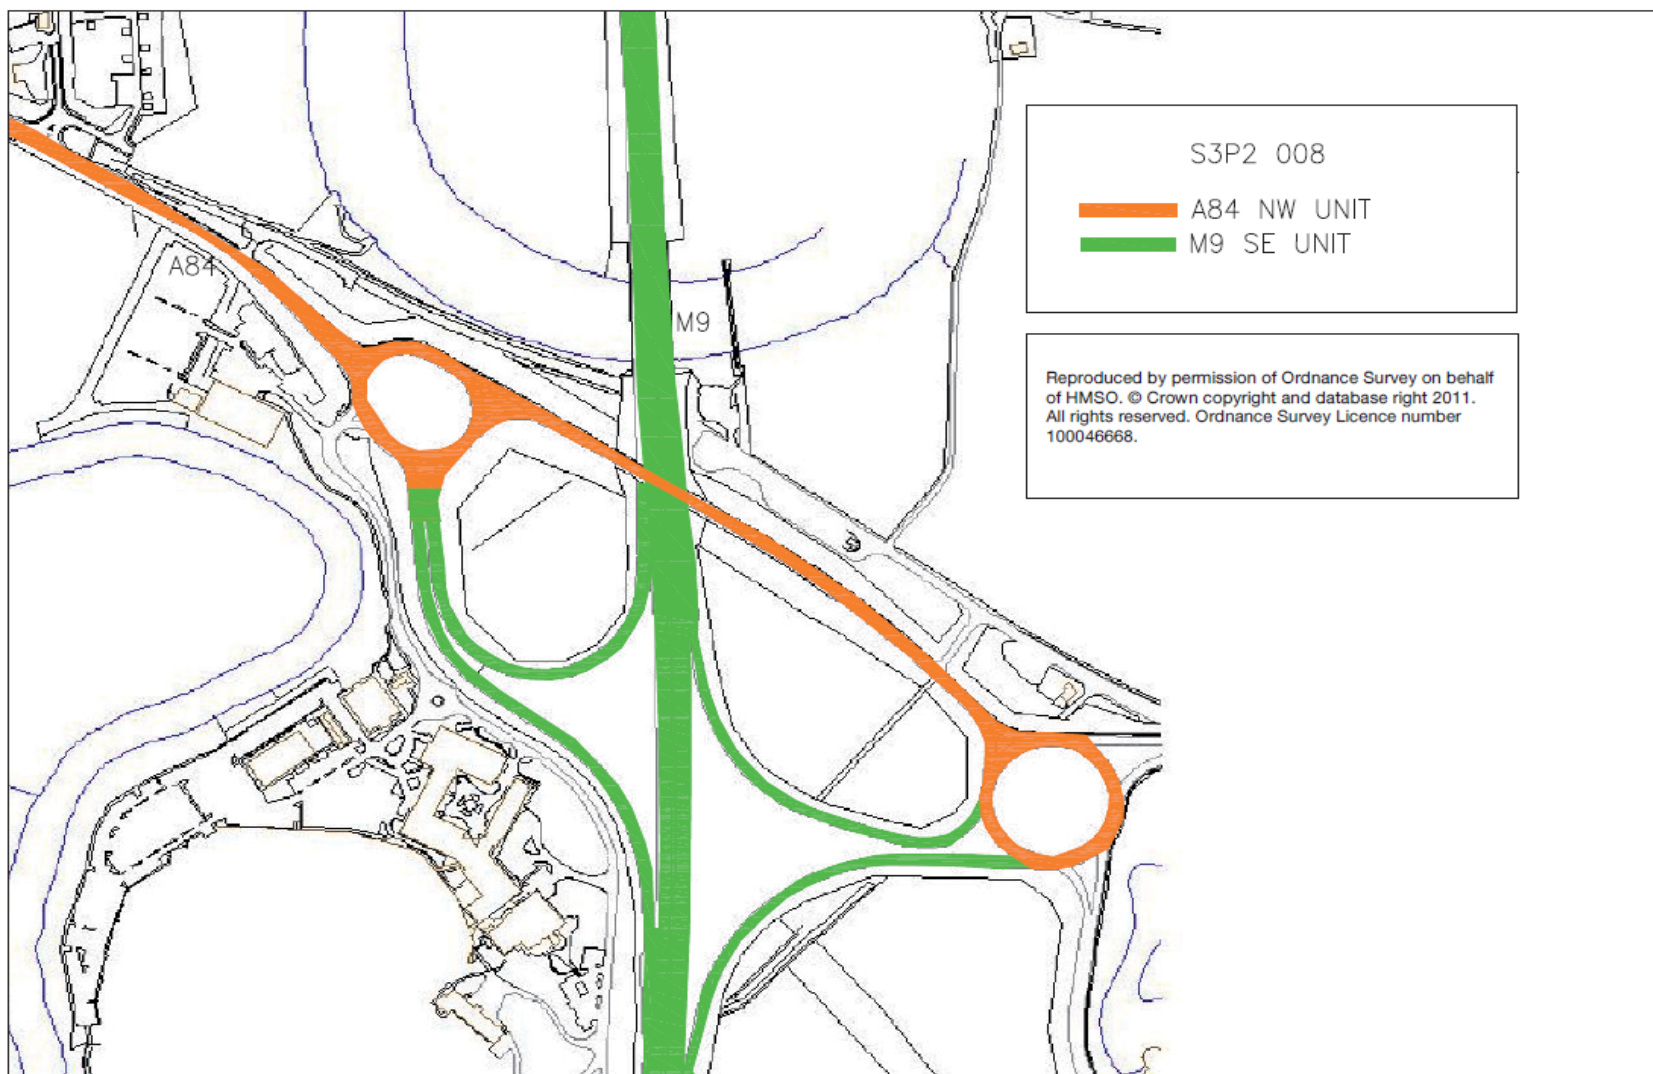 S3P2 008
A84 NW UNIT
M9 SE UNIT
A84
M9
Reproduced by permission of Ordnance Survey on behalf
of HMSO. © Crown copyright and database right 2011.
All rights reserved. Ordnance Survey Licence number
100046668.